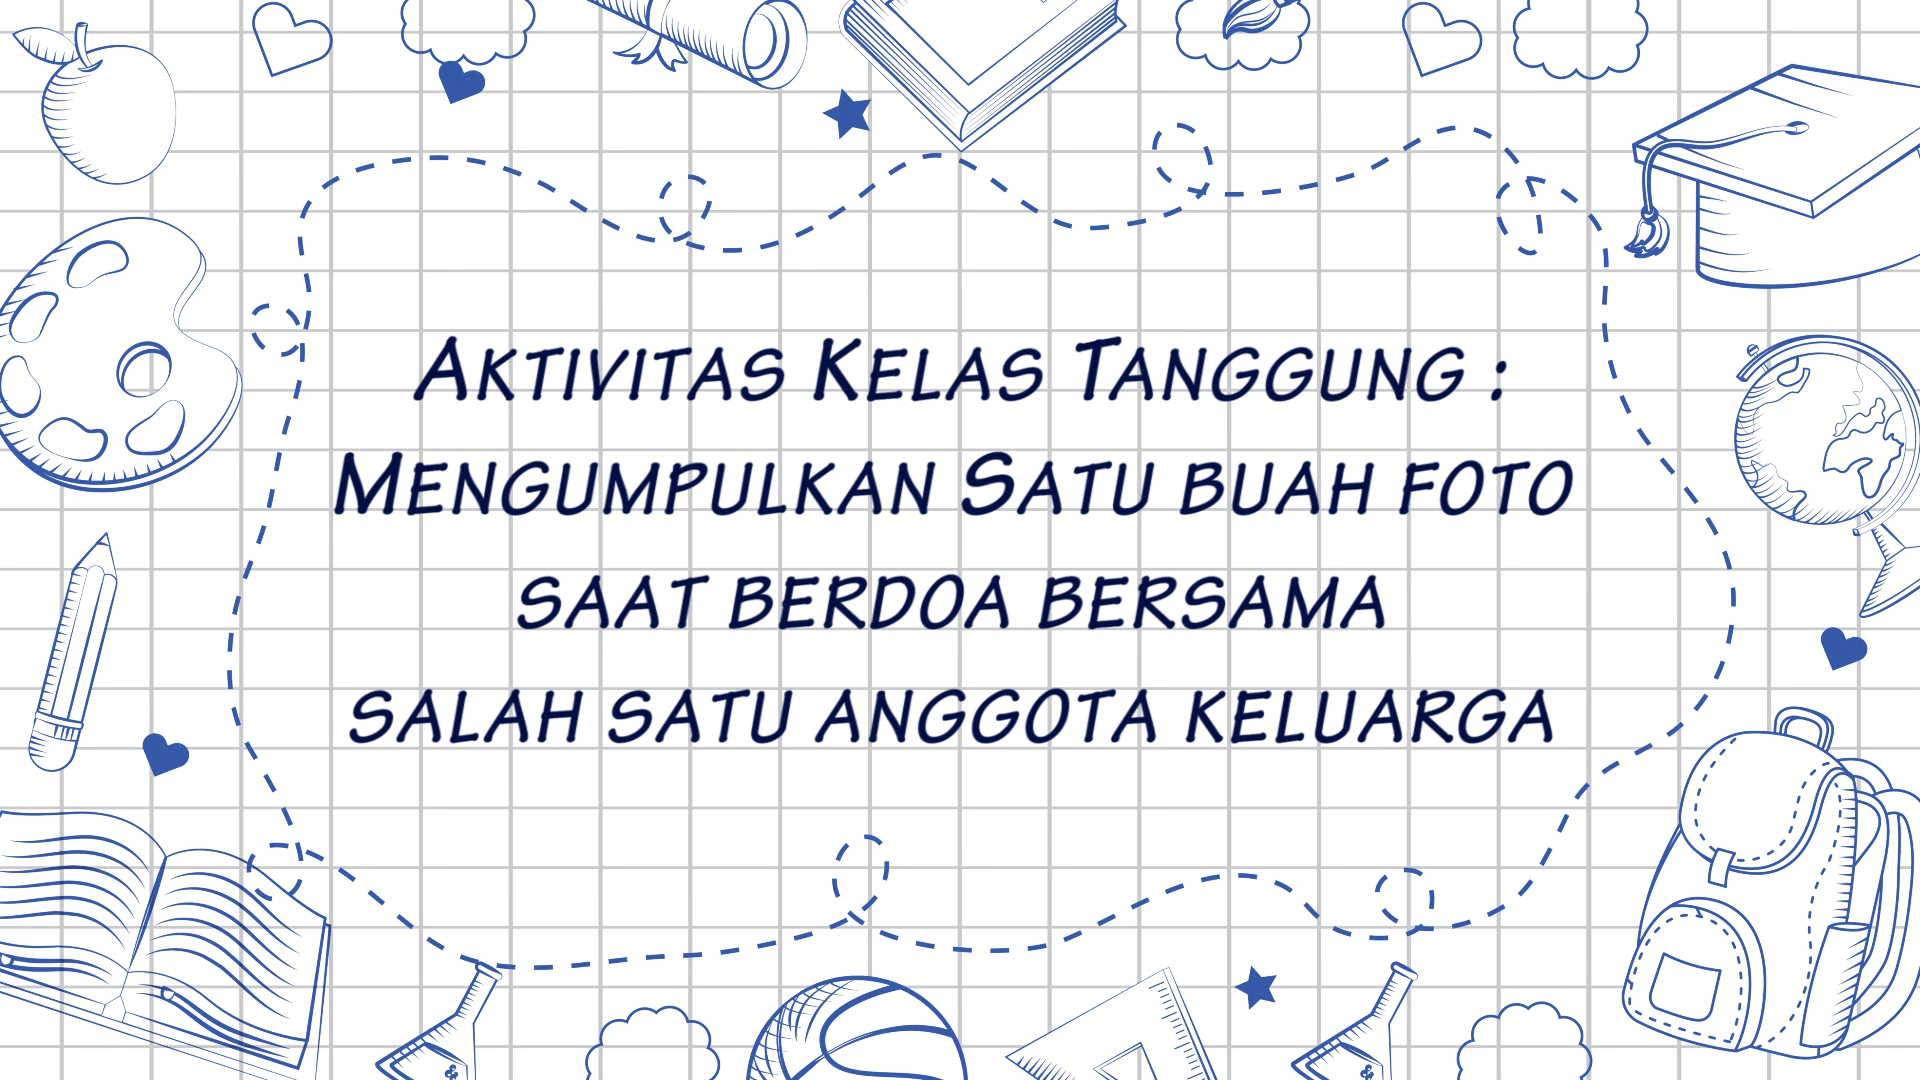 Aktivitas Kelas Tanggung :
Mengumpulkan Satu buah foto
saat berdoa bersama
salah satu anggota keluarga